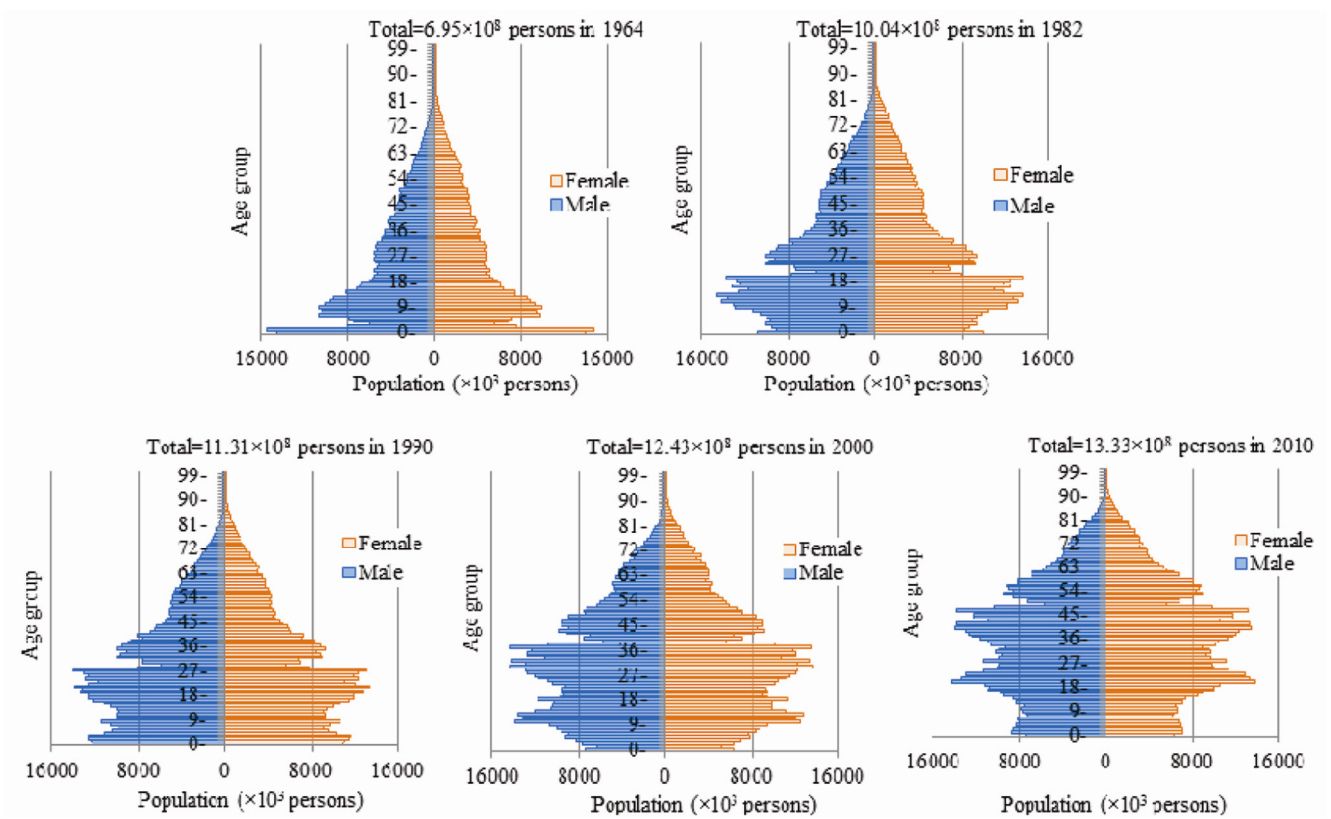 Total=6.95×10⁸ persons in 1964
99-
90-
81-
72-
63-
54-
45-
36-
27-
18-
9-
0-
Age group
Female
Male
16000 8000 0 8000 16000
Population (×10³ persons)
Total=10.04×10⁸ persons in 1982
99-
90-
81-
72-
63-
54-
45-
36-
27-
18-
9-
0-
Age group
Female
Male
16000 8000 0 8000 16000
Population (×10³ persons)
Total=11.31×10⁸ persons in 1990
99-
90-
81-
72-
63-
54-
45-
36-
27-
18-
9-
0-
Age group
Female
Male
16000 8000 0 8000 16000
Population (×10³ persons)
Total=12.43×10⁸ persons in 2000
99-
90-
81-
72-
63-
54-
45-
36-
27-
18-
9-
0-
Age group
Female
Male
16000 8000 0 8000 16000
Population (×10³ persons)
Total=13.33×10⁸ persons in 2010
99-
90-
81-
72-
63-
54-
45-
36-
27-
18-
9-
0-
Age group
Female
Male
16000 8000 0 8000 16000
Population (×10³ persons)